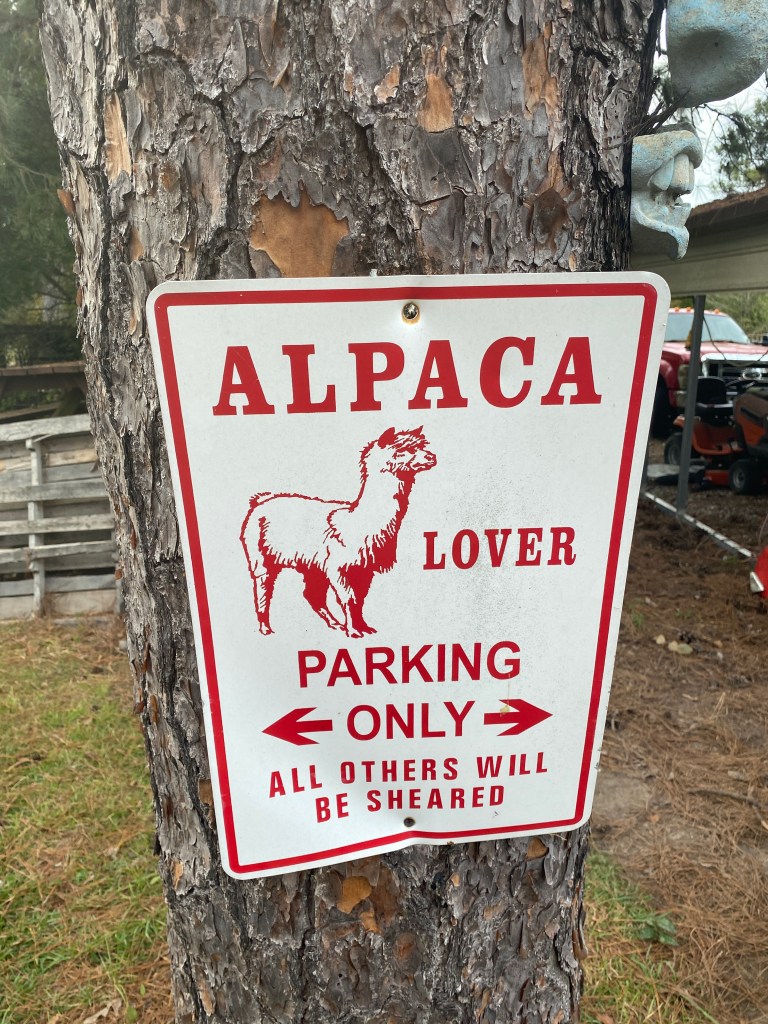 ALPACA
LOVER
PARKING
ONLY
ALL OTHERS WILL
BE SHEARED